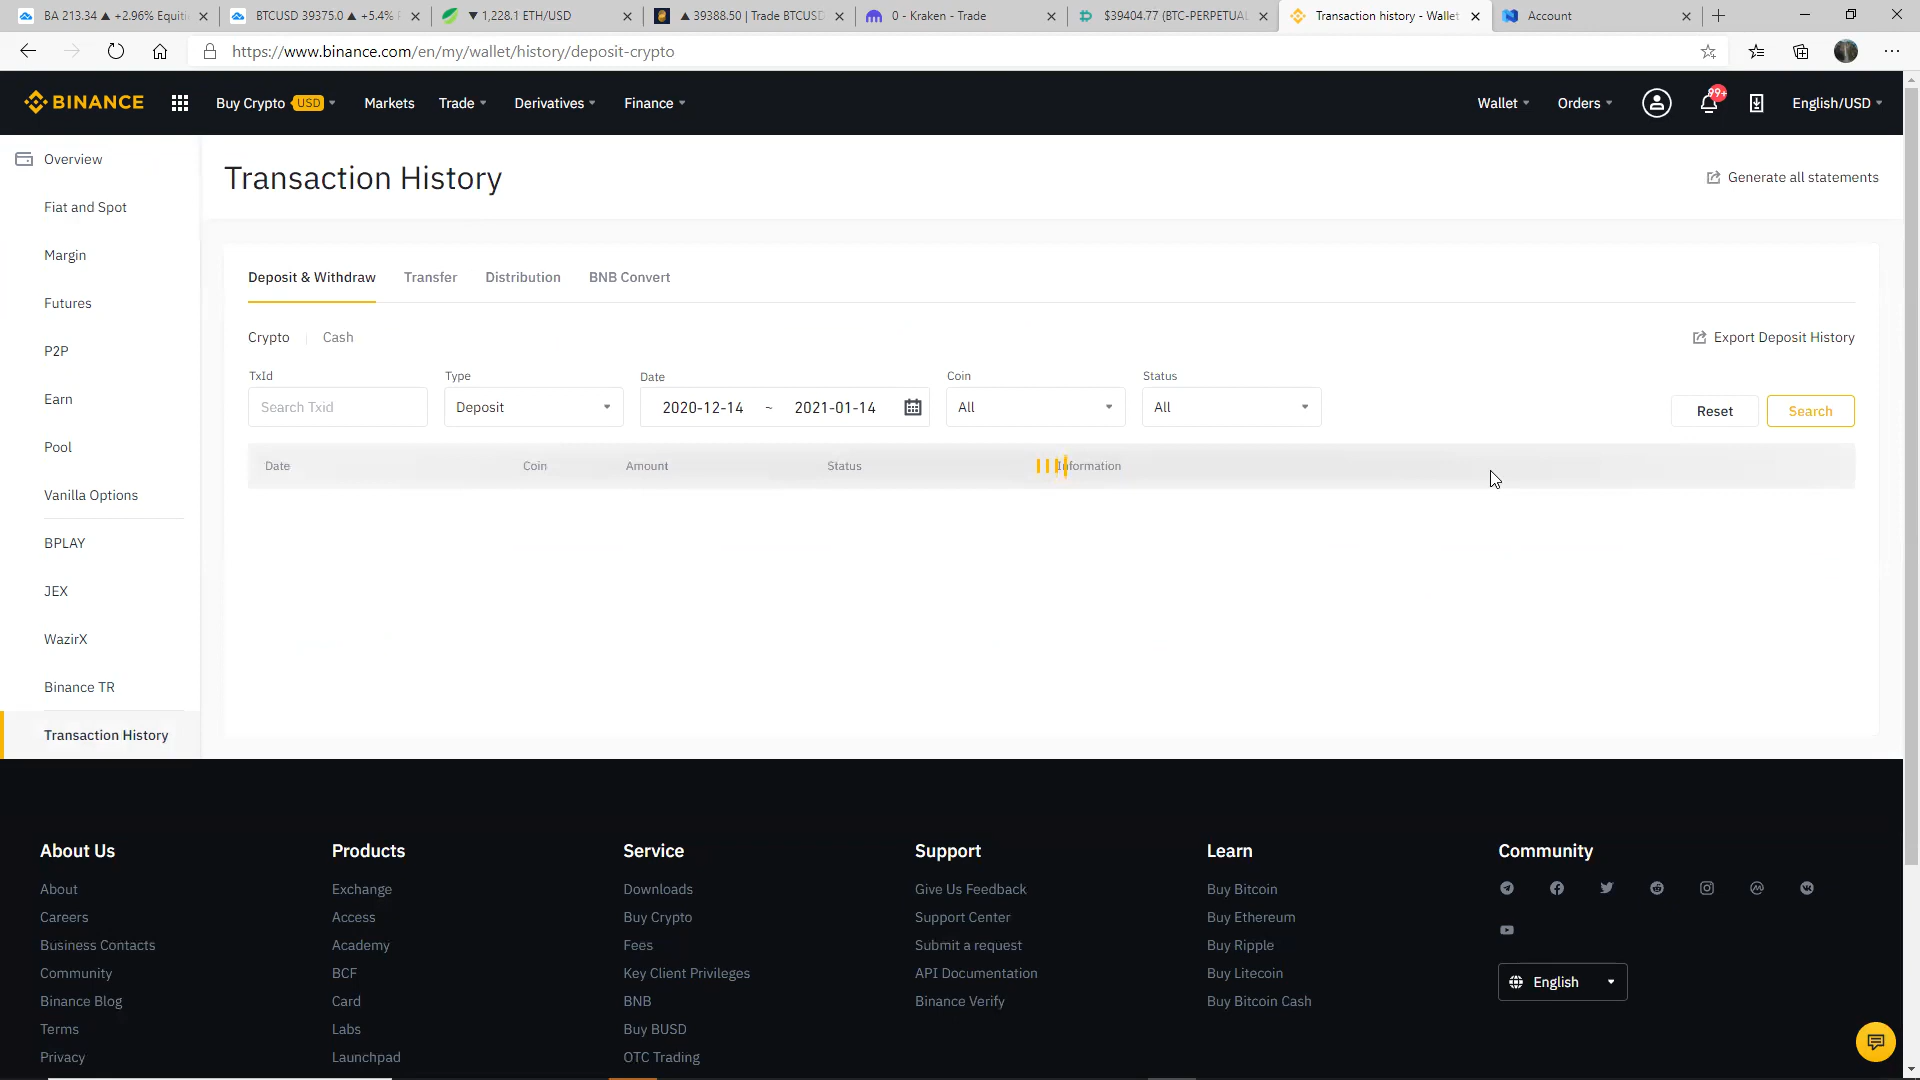 BA 213.34 ▲ +2.96% Equiti
BTCUSD 39375.0 ▲ +5.4%
▼ 1,228.1 ETH/USD
▲ 39388.50 | Trade BTCUSD
0 - Kraken - Trade
$39404.77 (BTC-PERPETUAL
Transaction history - Wallet
Account
https://www.binance.com/en/my/wallet/history/deposit-crypto
BINANCE
Buy Crypto USD
Markets
Trade
Derivatives
Finance
Wallet
Orders
99+
English/USD
Overview
Fiat and Spot
Margin
Futures
P2P
Earn
Pool
Vanilla Options
BPLAY
JEX
WazirX
Binance TR
Transaction History
Transaction History
Generate all statements
Deposit & Withdraw
Transfer
Distribution
BNB Convert
Crypto
Cash
Export Deposit History
TxId
Type
Date
Coin
Status
Search Txid
Deposit
2020-12-14 ~ 2021-01-14
All
All
Reset
Search
Date
Coin
Amount
Status
Information
About Us
About
Careers
Business Contacts
Community
Binance Blog
Terms
Privacy
Products
Exchange
Access
Academy
BCF
Card
Labs
Launchpad
Service
Downloads
Buy Crypto
Fees
Key Client Privileges
BNB
Buy BUSD
OTC Trading
Support
Give Us Feedback
Support Center
Submit a request
API Documentation
Binance Verify
Learn
Buy Bitcoin
Buy Ethereum
Buy Ripple
Buy Litecoin
Buy Bitcoin Cash
Community
English